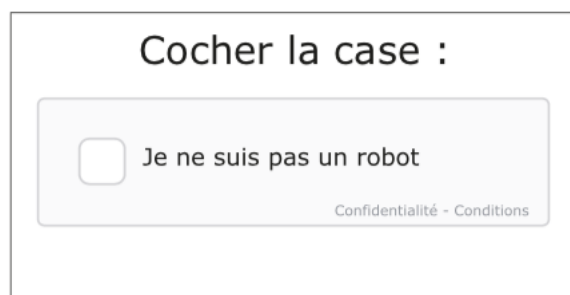 Cocher la case :
Je ne suis pas un robot
Confidentialité - Conditions